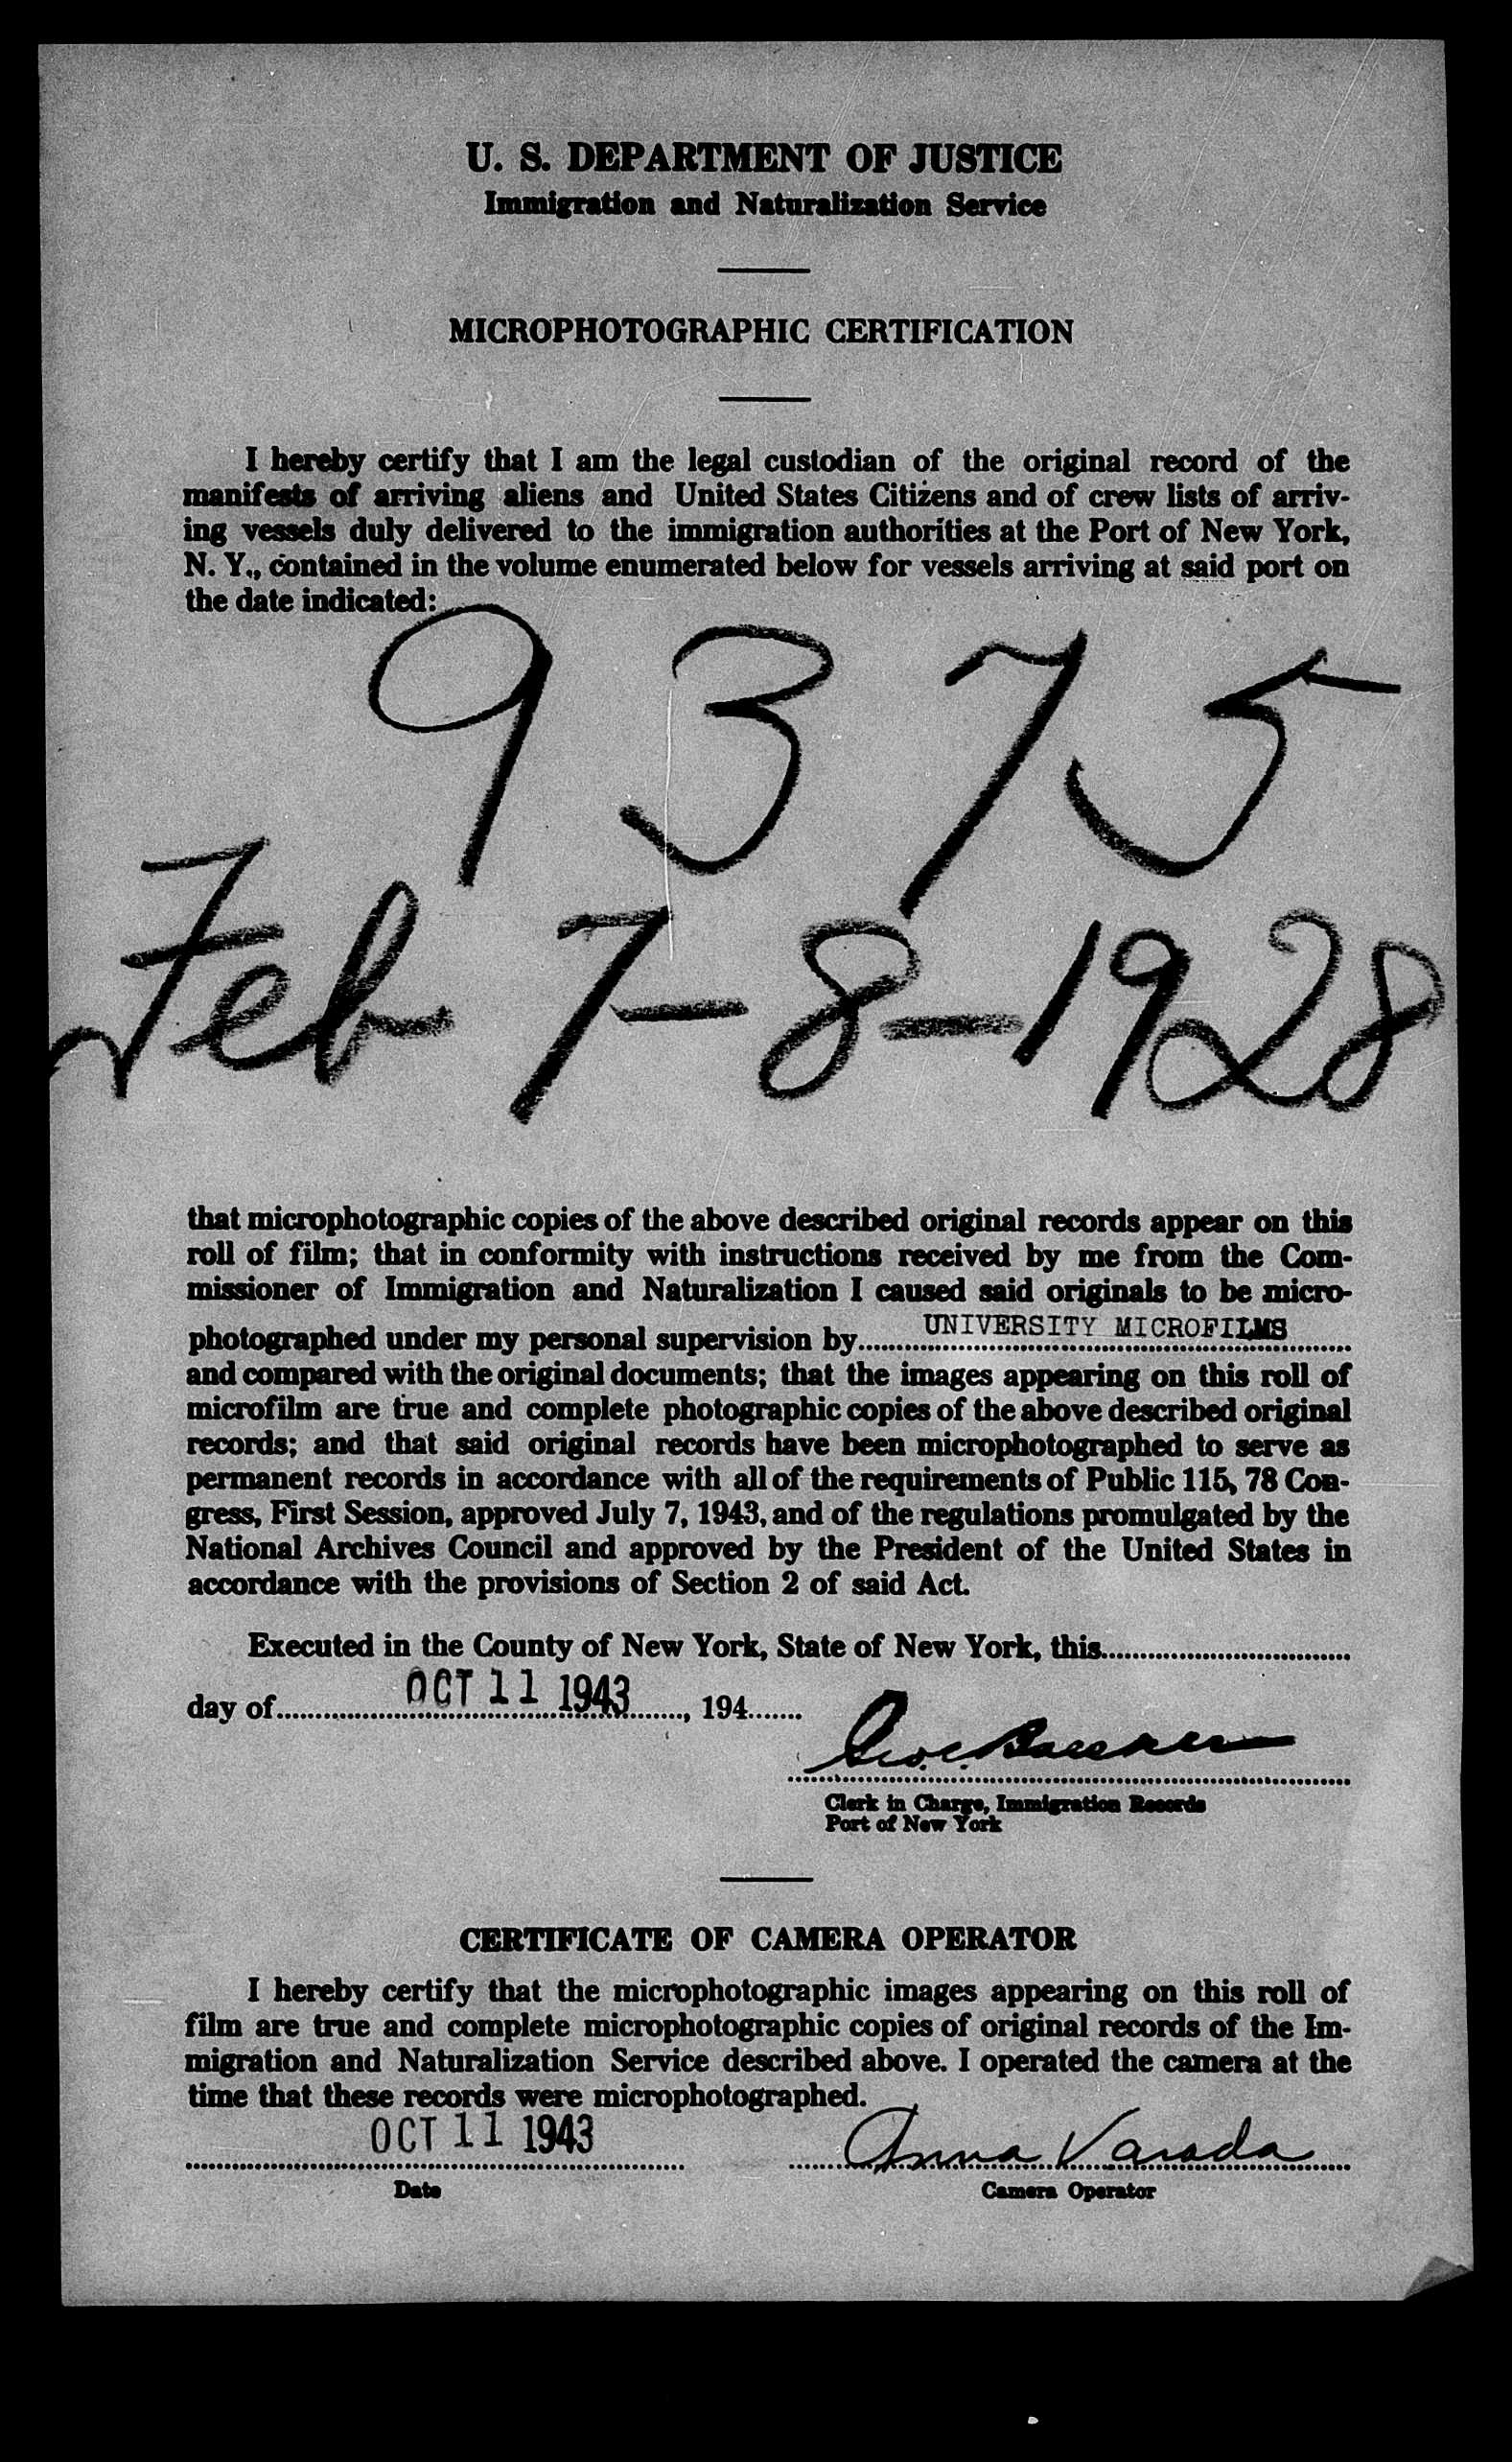 U. S. DEPARTMENT OF JUSTICE
Immigration and Naturalization Service
MICROPHOTOGRAPHIC CERTIFICATION
I hereby certify that I am the legal custodian of the original record of the
manifests of arriving aliens and United States Citizens and of crew lists of arriv-
ing vessels duly delivered to the immigration authorities at the Port of New York,
N. Y., contained in the volume enumerated below for vessels arriving at said port on
the date indicated:
9375
Feb 7-8-1928
that microphotographic copies of the above described original records appear on this
roll of film; that in conformity with instructions received by me from the Com-
missioner of Immigration and Naturalization I caused said originals to be micro-
photographed under my personal supervision by UNIVERSITY MICROFILMS
and compared with the original documents; that the images appearing on this roll of
microfilm are true and complete photographic copies of the above described original
records; and that said original records have been microphotographed to serve as
permanent records in accordance with all of the requirements of Public 115, 78 Con-
gress, First Session, approved July 7, 1943, and of the regulations promulgated by the
National Archives Council and approved by the President of the United States in
accordance with the provisions of Section 2 of said Act.
Executed in the County of New York, State of New York, this
day of OCT 11 1943, 194
Geo. C.
Clerk in Charge, Immigration Records
Port of New York
CERTIFICATE OF CAMERA OPERATOR
I hereby certify that the microphotographic images appearing on this roll of
film are true and complete microphotographic copies of original records of the Im-
migration and Naturalization Service described above. I operated the camera at the
time that these records were microphotographed.
OCT 11 1943 Anna Varada
Date Camera Operator